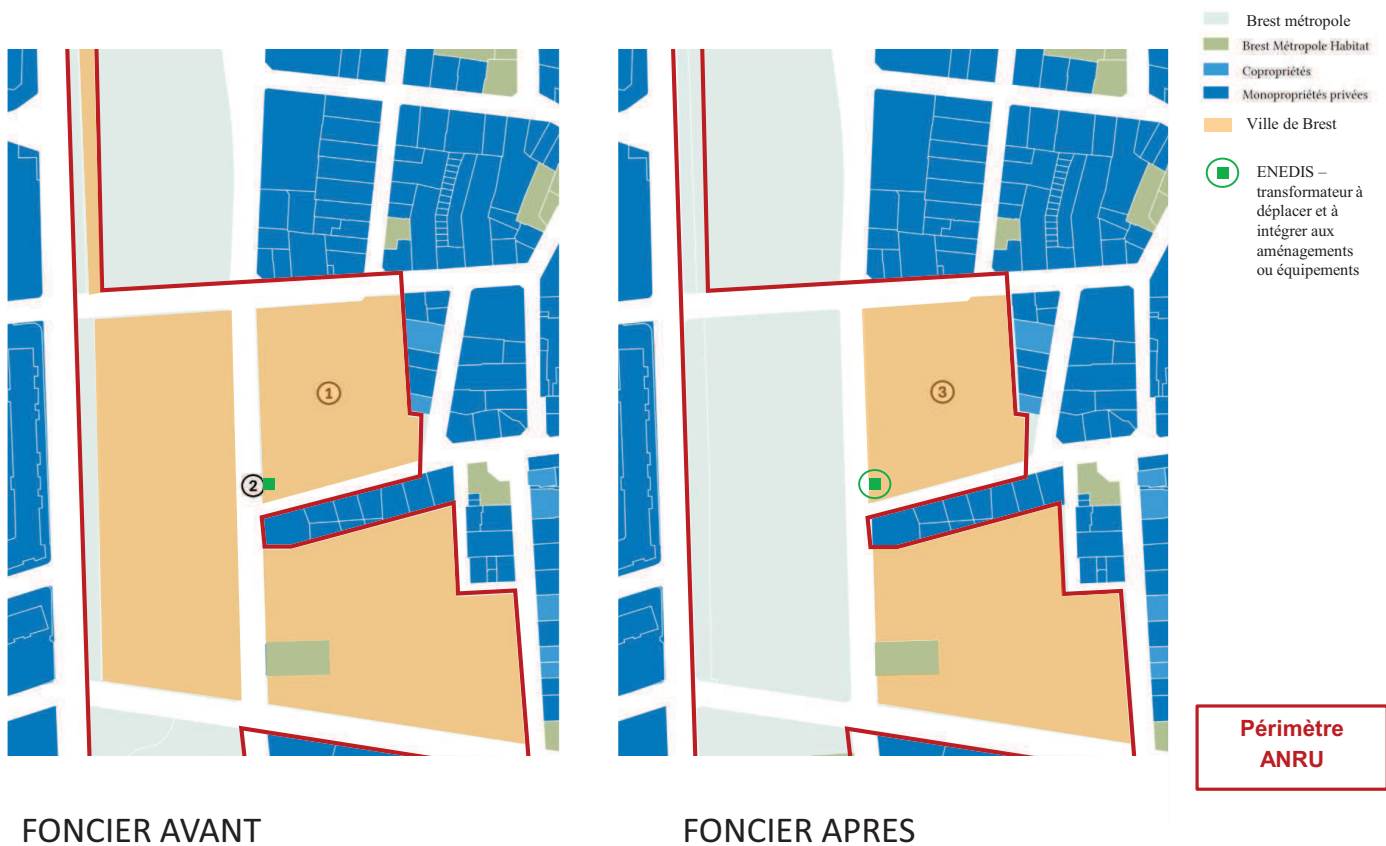 Brest métropole
Brest Métropole Habitat
Copropriétés
Monopropriétés privées
Ville de Brest
ENEDIS –
transformateur à
déplacer et à
intégrer aux
aménagements
ou équipements
1
2
3
Périmètre
ANRU
FONCIER AVANT
FONCIER APRES